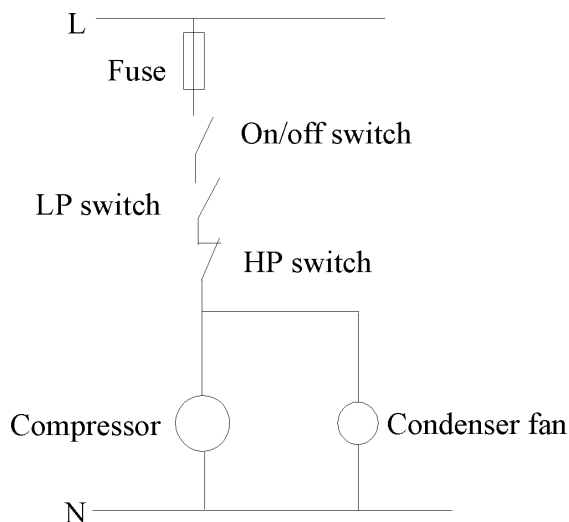 L
Fuse
On/off switch
LP switch
HP switch
Compressor
Condenser fan
N